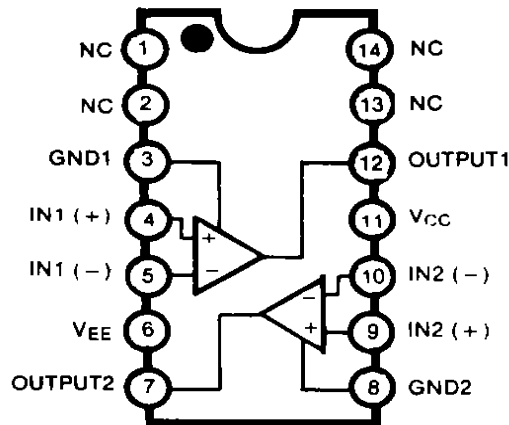 NC 1 14 NC
NC 2 13 NC
GND1 3 12 OUTPUT1
IN1 (+) 4 + 11 VCC
IN1 (−) 5 − 10 IN2 (−)
VEE 6 − 9 IN2 (+)
OUTPUT2 7 + 8 GND2